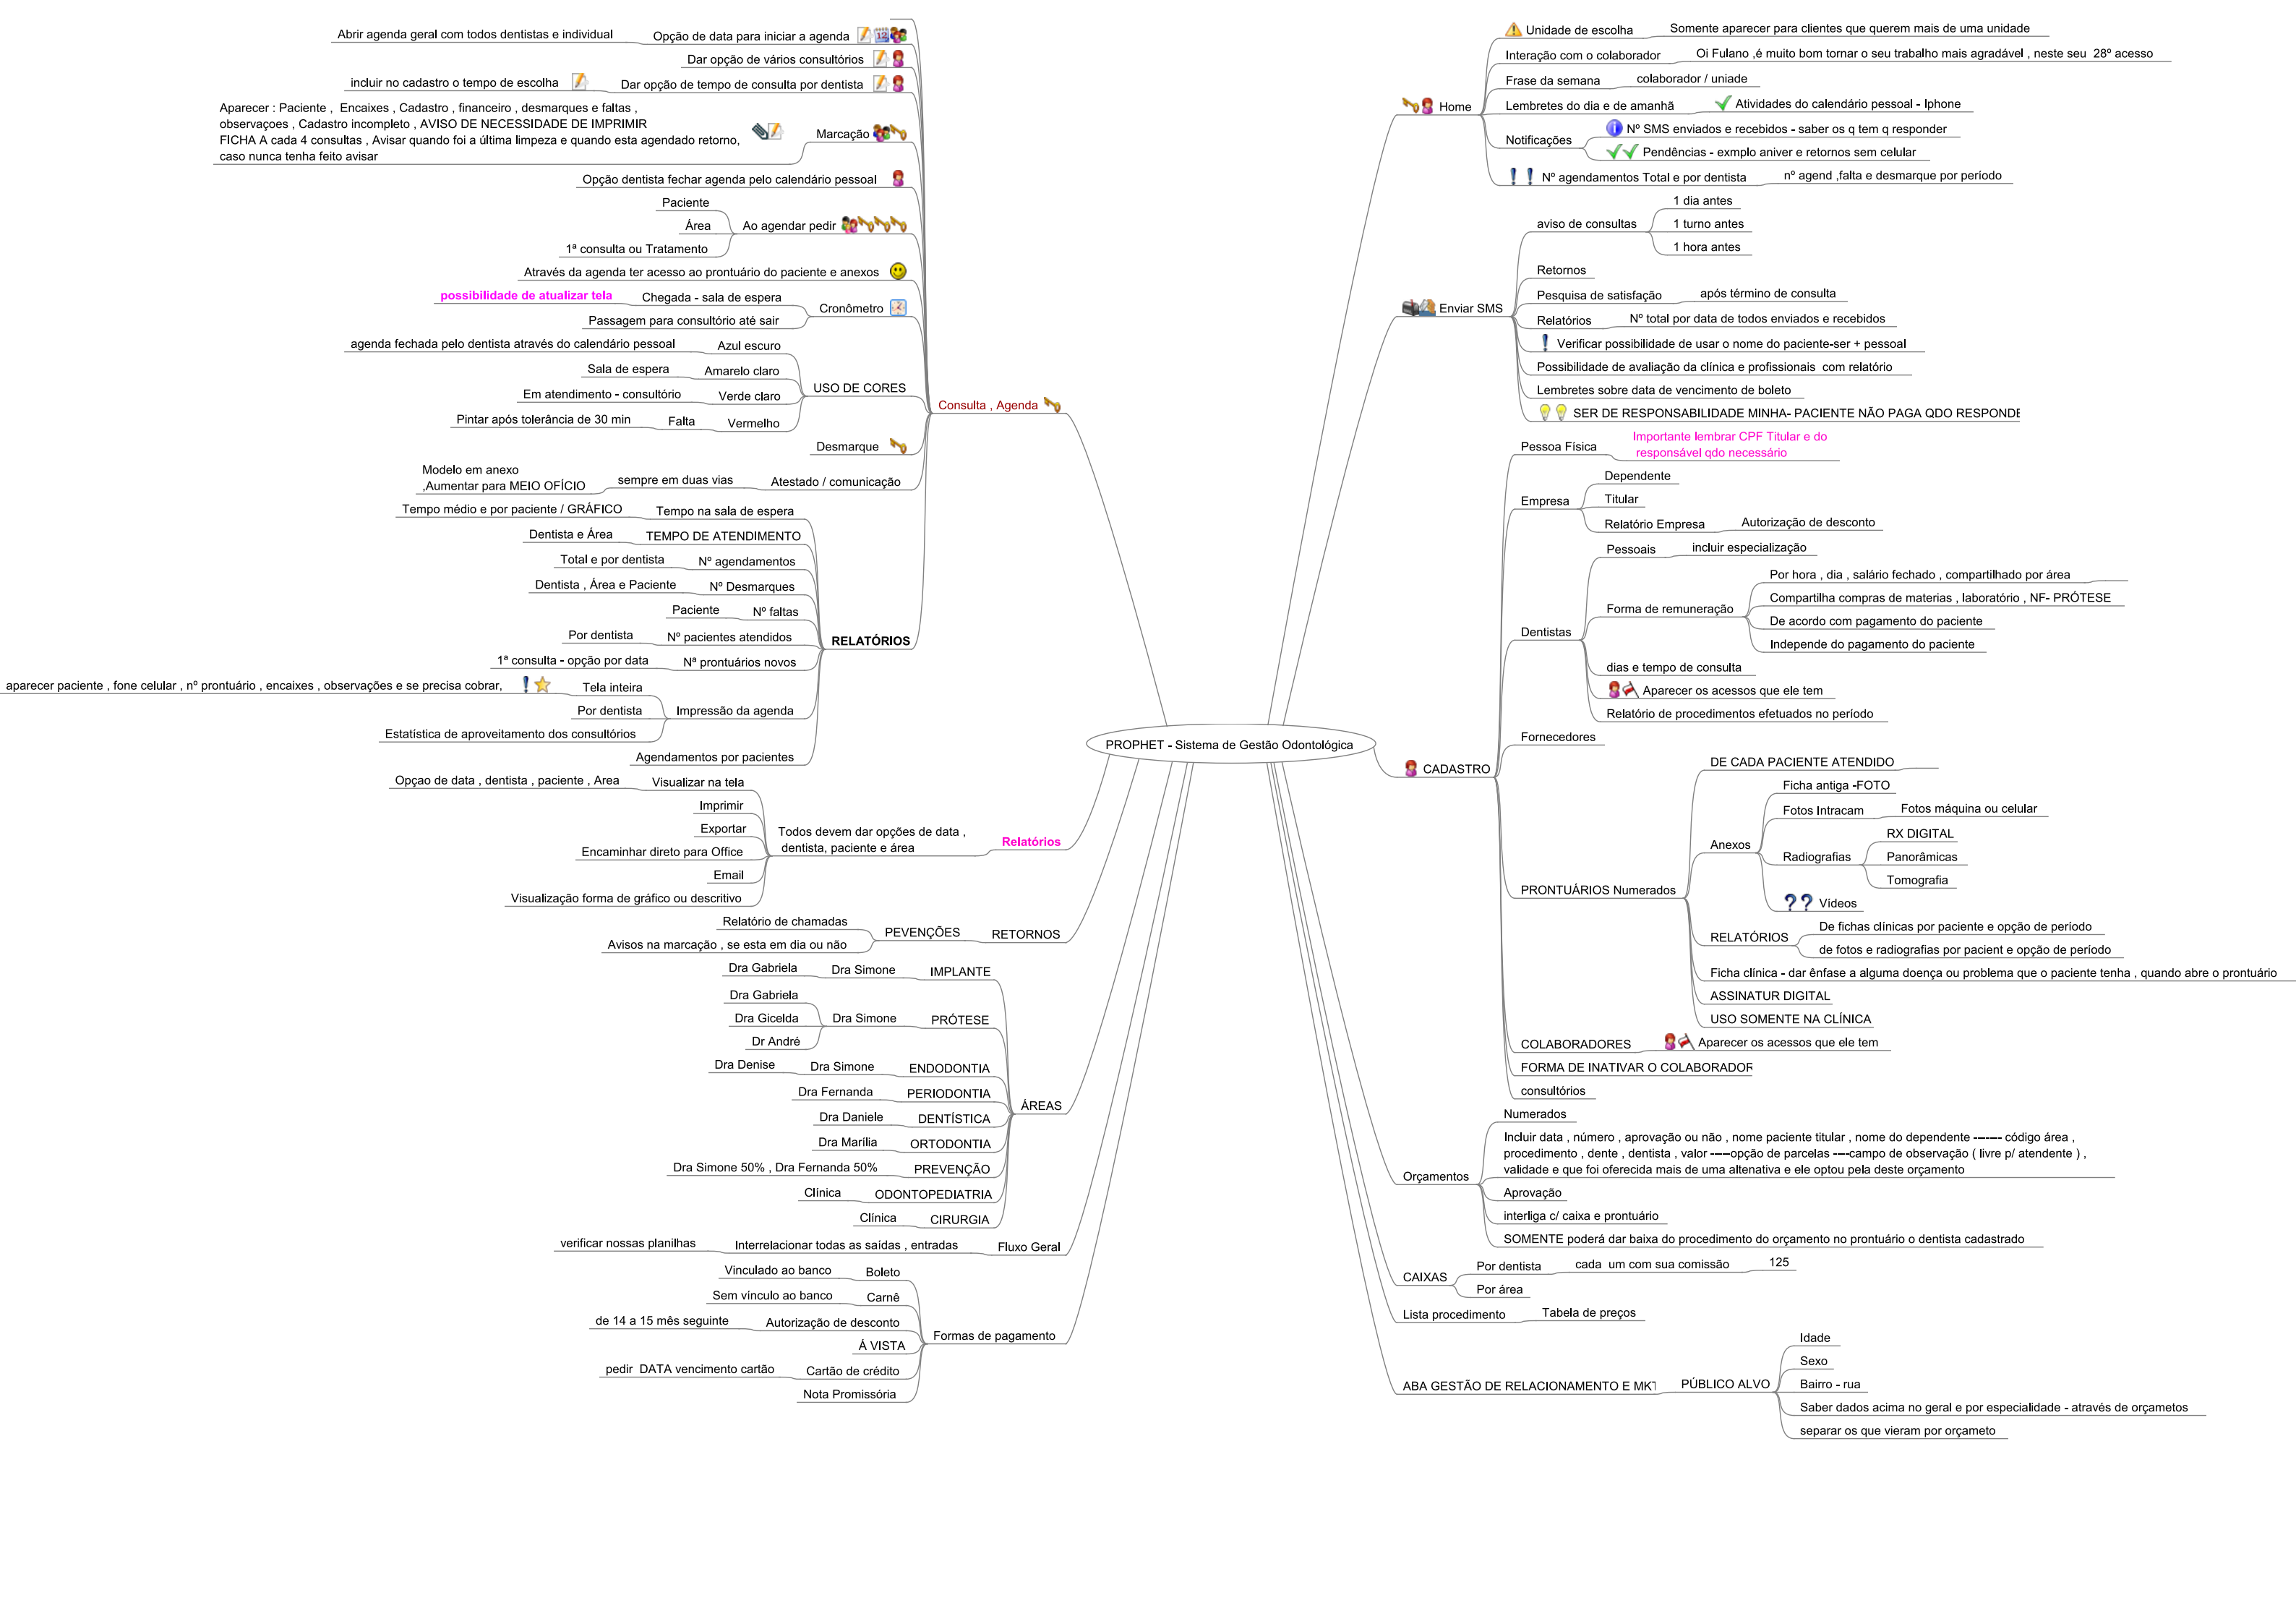 PROPHET - Sistema de Gestão Odontológica
Home
Unidade de escolha
Somente aparecer para clientes que querem mais de uma unidade
Interação com o colaborador
Oi Fulano ,é muito bom tornar o seu trabalho mais agradável , neste seu 28º acesso
Frase da semana
colaborador / uniade
Lembretes do dia e de amanhã
Atividades do calendário pessoal - Iphone
Notificações
Nº SMS enviados e recebidos - saber os q tem q responder
Pendências - exmplo aniver e retornos sem celular
Nº agendamentos Total e por dentista
nº agend ,falta e desmarque por período
Enviar SMS
aviso de consultas
1 dia antes
1 turno antes
1 hora antes
Retornos
Pesquisa de satisfação
após término de consulta
Relatórios
Nº total por data de todos enviados e recebidos
Verificar possibilidade de usar o nome do paciente-ser + pessoal
Possibilidade de avaliação da clínica e profissionais com relatório
Lembretes sobre data de vencimento de boleto
SER DE RESPONSABILIDADE MINHA- PACIENTE NÃO PAGA QDO RESPONDE
CADASTRO
Pessoa Física
Importante lembrar CPF Titular e do
responsável qdo necessário
Empresa
Dependente
Titular
Relatório Empresa
Autorização de desconto
Dentistas
Pessoais
incluir especialização
Forma de remuneração
Por hora , dia , salário fechado , compartilhado por área
Compartilha compras de materias , laboratório , NF- PRÓTESE
De acordo com pagamento do paciente
Independe do pagamento do paciente
dias e tempo de consulta
Aparecer os acessos que ele tem
Relatório de procedimentos efetuados no período
Fornecedores
PRONTUÁRIOS Numerados
DE CADA PACIENTE ATENDIDO
Anexos
Ficha antiga -FOTO
Fotos Intracam
Fotos máquina ou celular
Radiografias
RX DIGITAL
Panorâmicas
Tomografia
Vídeos
RELATÓRIOS
De fichas clínicas por paciente e opção de período
de fotos e radiografias por pacient e opção de período
Ficha clínica - dar ênfase a alguma doença ou problema que o paciente tenha , quando abre o prontuário
ASSINATUR DIGITAL
USO SOMENTE NA CLÍNICA
COLABORADORES
Aparecer os acessos que ele tem
FORMA DE INATIVAR O COLABORADOR
consultórios
Orçamentos
Numerados
Incluir data , número , aprovação ou não , nome paciente titular , nome do dependente ------- código área ,
procedimento , dente , dentista , valor -----opção de parcelas ----campo de observação ( livre p/ atendente ) ,
validade e que foi oferecida mais de uma altenativa e ele optou pela deste orçamento
Aprovação
interliga c/ caixa e prontuário
SOMENTE poderá dar baixa do procedimento do orçamento no prontuário o dentista cadastrado
CAIXAS
Por dentista
cada um com sua comissão
125
Por área
Lista procedimento
Tabela de preços
ABA GESTÃO DE RELACIONAMENTO E MKT
PÚBLICO ALVO
Idade
Sexo
Bairro - rua
Saber dados acima no geral e por especialidade - através de orçametos
separar os que vieram por orçameto
Consulta , Agenda
Opção de data para iniciar a agenda
Abrir agenda geral com todos dentistas e individual
Dar opção de vários consultórios
Dar opção de tempo de consulta por dentista
incluir no cadastro o tempo de escolha
Marcação
Aparecer : Paciente , Encaixes , Cadastro , financeiro , desmarques e faltas ,
observaçoes , Cadastro incompleto , AVISO DE NECESSIDADE DE IMPRIMIR
FICHA A cada 4 consultas , Avisar quando foi a última limpeza e quando esta agendado retorno,
caso nunca tenha feito avisar
Opção dentista fechar agenda pelo calendário pessoal
Ao agendar pedir
Paciente
Área
1ª consulta ou Tratamento
Através da agenda ter acesso ao prontuário do paciente e anexos
Cronômetro
Chegada - sala de espera
possibilidade de atualizar tela
Passagem para consultório até sair
USO DE CORES
Azul escuro
agenda fechada pelo dentista através do calendário pessoal
Amarelo claro
Sala de espera
Verde claro
Em atendimento - consultório
Vermelho
Falta
Pintar após tolerância de 30 min
Desmarque
Atestado / comunicação
sempre em duas vias
Modelo em anexo
,Aumentar para MEIO OFÍCIO
RELATÓRIOS
Tempo na sala de espera
Tempo médio e por paciente / GRÁFICO
TEMPO DE ATENDIMENTO
Dentista e Área
Nº agendamentos
Total e por dentista
Nº Desmarques
Dentista , Área e Paciente
Nº faltas
Paciente
Nº pacientes atendidos
Por dentista
Nª prontuários novos
1ª consulta - opção por data
Impressão da agenda
Tela inteira
aparecer paciente , fone celular , nº prontuário , encaixes , observações e se precisa cobrar,
Por dentista
Estatística de aproveitamento dos consultórios
Agendamentos por pacientes
Relatórios
Todos devem dar opções de data ,
dentista, paciente e área
Visualizar na tela
Opçao de data , dentista , paciente , Area
Imprimir
Exportar
Encaminhar direto para Office
Email
Visualização forma de gráfico ou descritivo
RETORNOS
PEVENÇÕES
Relatório de chamadas
Avisos na marcação , se esta em dia ou não
ÁREAS
IMPLANTE
Dra Simone
Dra Gabriela
PRÓTESE
Dra Simone
Dra Gabriela
Dra Gicelda
Dr André
ENDODONTIA
Dra Simone
Dra Denise
PERIODONTIA
Dra Fernanda
DENTÍSTICA
Dra Daniele
ORTODONTIA
Dra Marília
PREVENÇÃO
Dra Simone 50% , Dra Fernanda 50%
ODONTOPEDIATRIA
Clínica
CIRURGIA
Clínica
Fluxo Geral
Interrelacionar todas as saídas , entradas
verificar nossas planilhas
Formas de pagamento
Boleto
Vinculado ao banco
Carnê
Sem vínculo ao banco
Autorização de desconto
de 14 a 15 mês seguinte
Á VISTA
Cartão de crédito
pedir DATA vencimento cartão
Nota Promissória